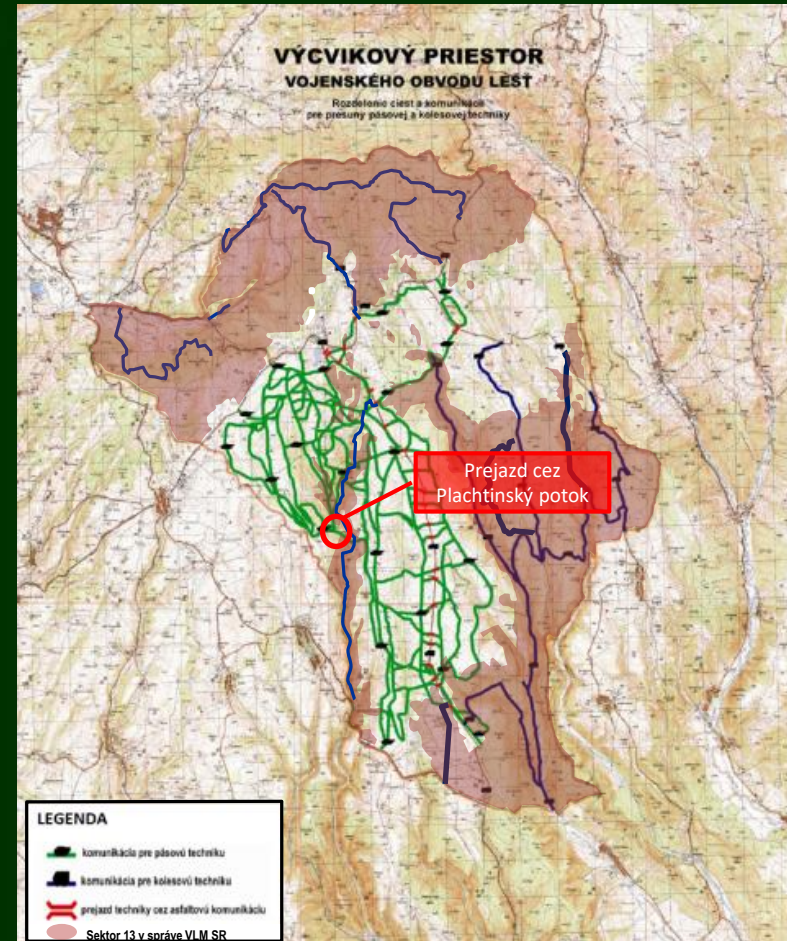 VÝCVIKOVÝ PRIESTOR
VOJENSKÉHO OBVODU LEŠŤ
Rozdelenie ciest a komunikácií
pre presuny pásovej a kolesovej techniky
Prejazd cez
Plachtinský potok
LEGENDA
komunikácia pre pásovú techniku
komunikácia pre kolesovú techniku
prejazd techniky cez asfaltovú komunikáciu
Sektor 13 v správe VLM SR